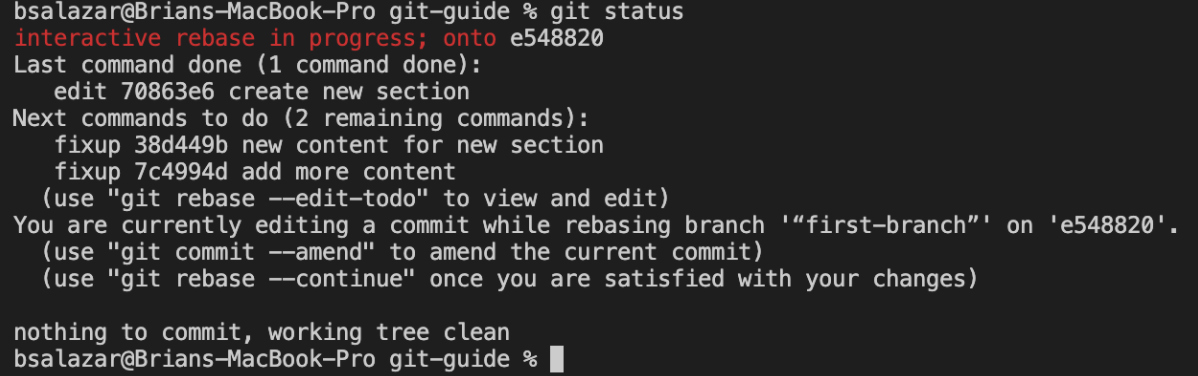 bsalazar@Brians-MacBook-Pro git-guide % git status
interactive rebase in progress; onto e548820
Last command done (1 command done):
   edit 70863e6 create new section
Next commands to do (2 remaining commands):
   fixup 38d449b new content for new section
   fixup 7c4994d add more content
  (use "git rebase --edit-todo" to view and edit)
You are currently editing a commit while rebasing branch '“first-branch”' on 'e548820'.
  (use "git commit --amend" to amend the current commit)
  (use "git rebase --continue" once you are satisfied with your changes)

nothing to commit, working tree clean
bsalazar@Brians-MacBook-Pro git-guide %